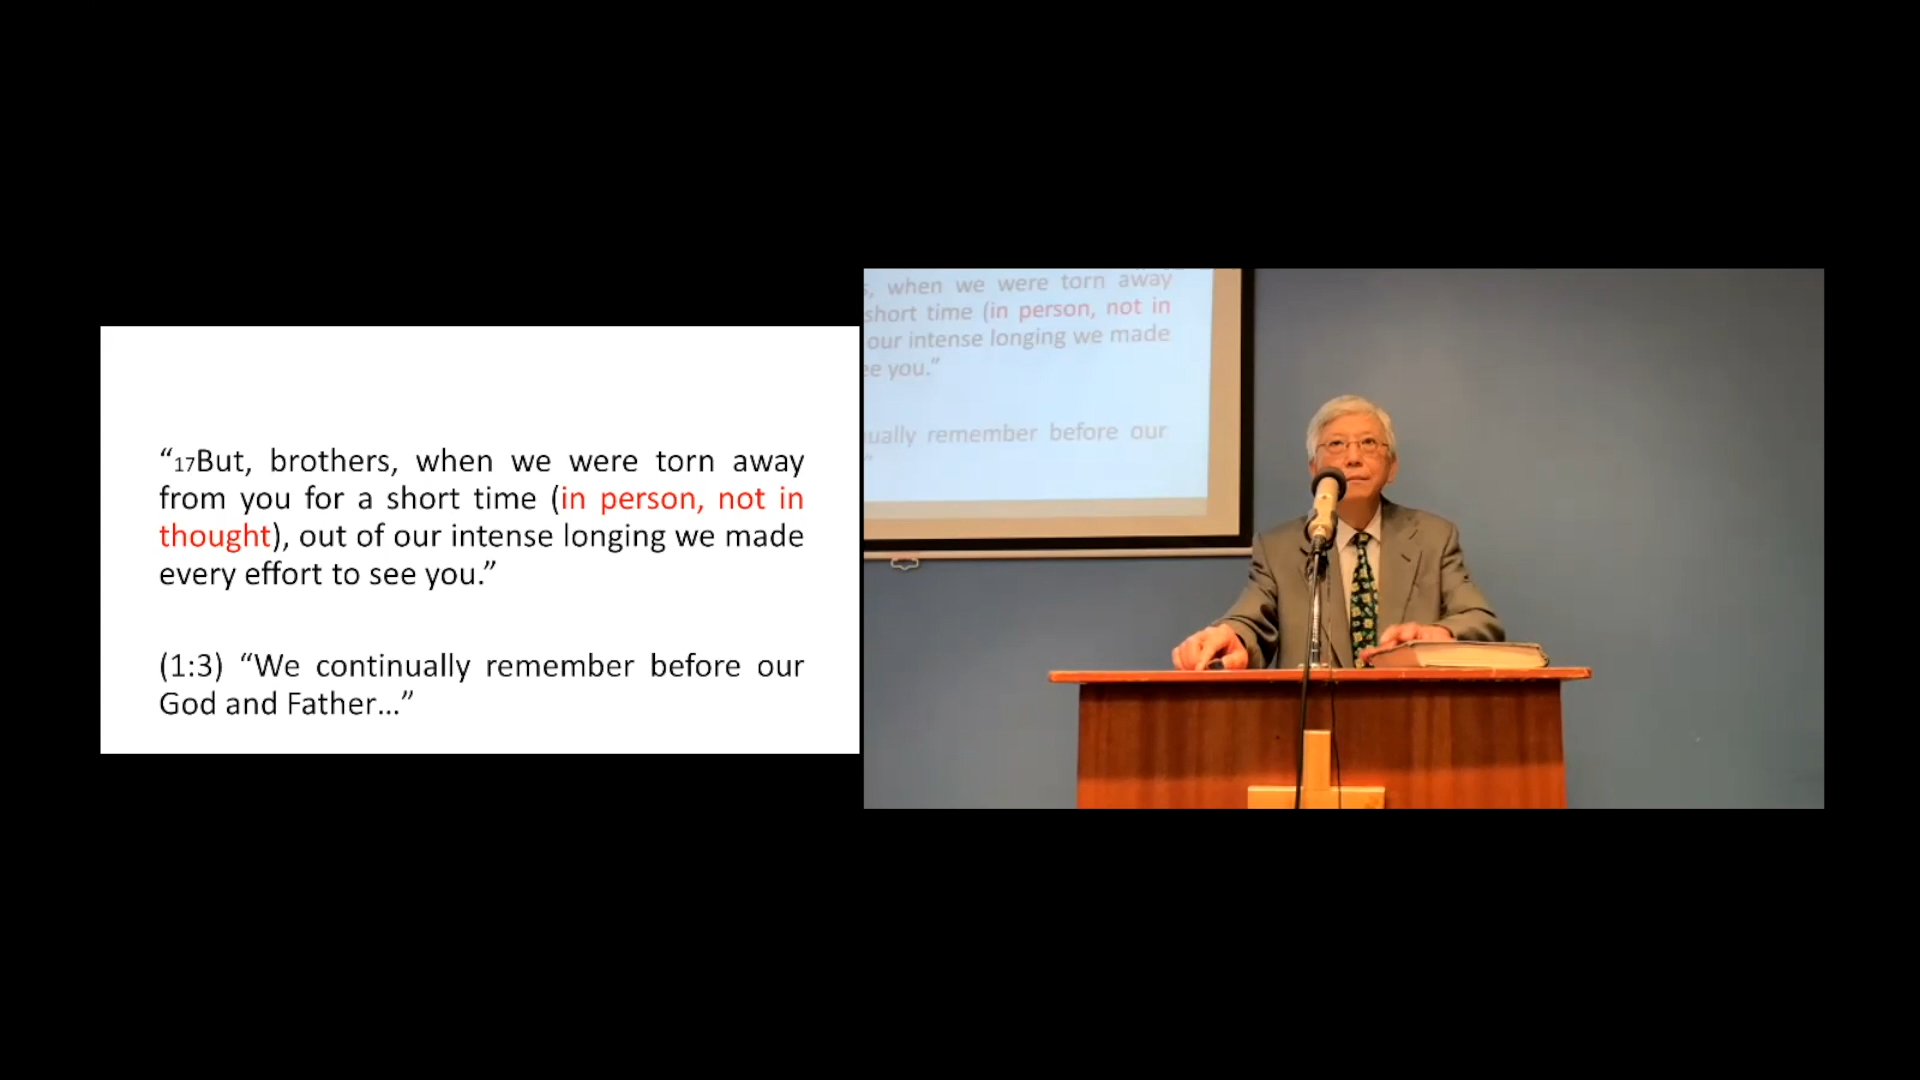 “17But, brothers, when we were torn away
from you for a short time (in person, not in
thought), out of our intense longing we made
every effort to see you.”
(1:3) “We continually remember before our
God and Father...”
, when we were torn away
short time (in person, not in
our intense longing we made
ee you.”
ually remember before our